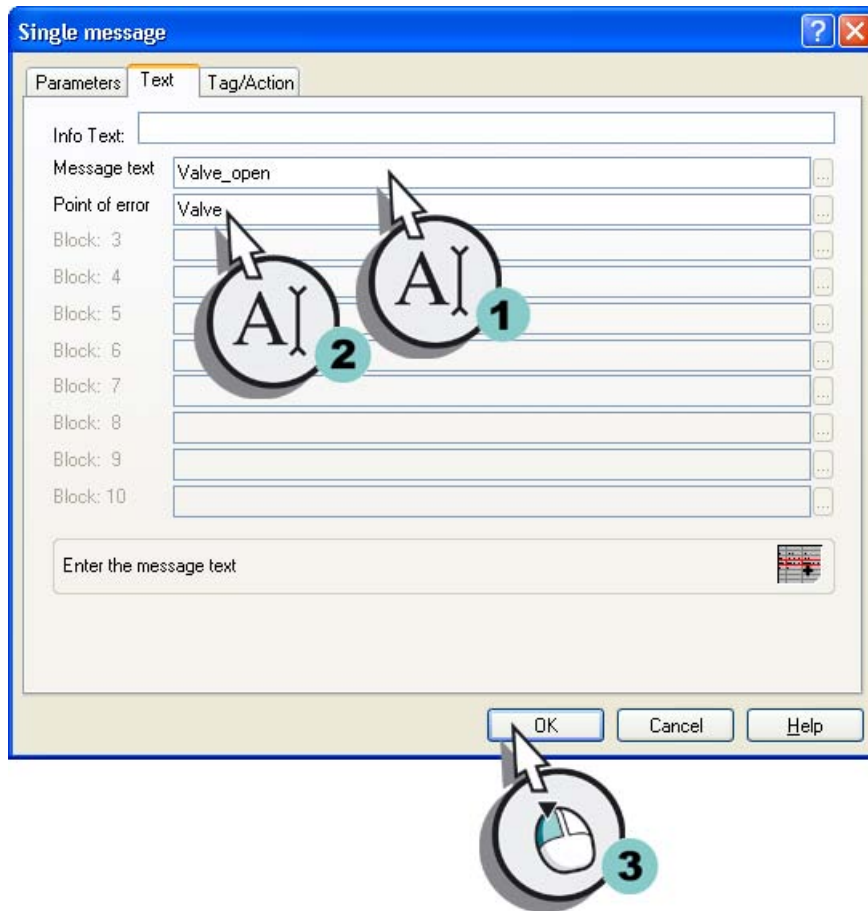 Single message
Parameters Text Tag/Action
Info Text:
Message text Valve_open ...
Point of error Valve ...
Block: 3 ...
Block: 4 ...
Block: 5 ...
Block: 6 ...
Block: 7 ...
Block: 8 ...
Block: 9 ...
Block: 10 ...
A 1
A 2
Enter the message text
OK Cancel Help
3